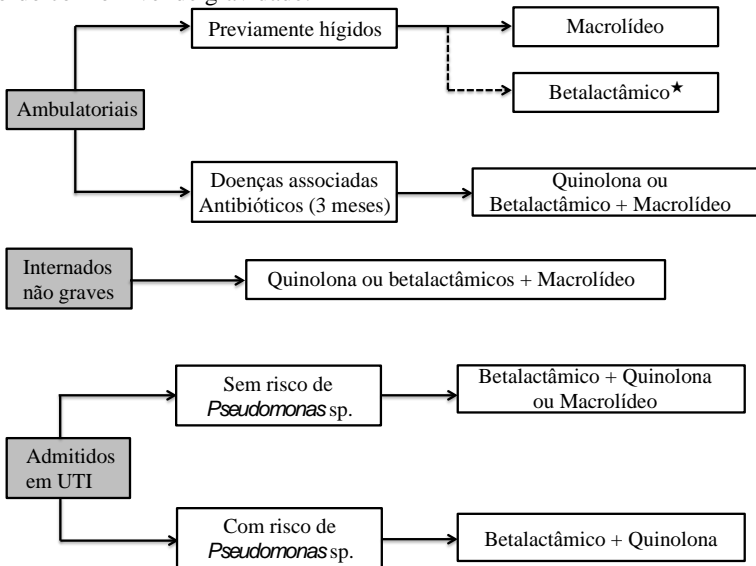 Previamente hígidos
Macrolídeo
Ambulatoriais
Betalactâmico★
Doenças associadas
Antibióticos (3 meses)
Quinolona ou
Betalactâmico + Macrolídeo
Internados
não graves
Quinolona ou betalactâmicos + Macrolídeo
Sem risco de
Pseudomonas sp.
Betalactâmico + Quinolona
ou Macrolídeo
Admitidos
em UTI
Com risco de
Pseudomonas sp.
Betalactâmico + Quinolona